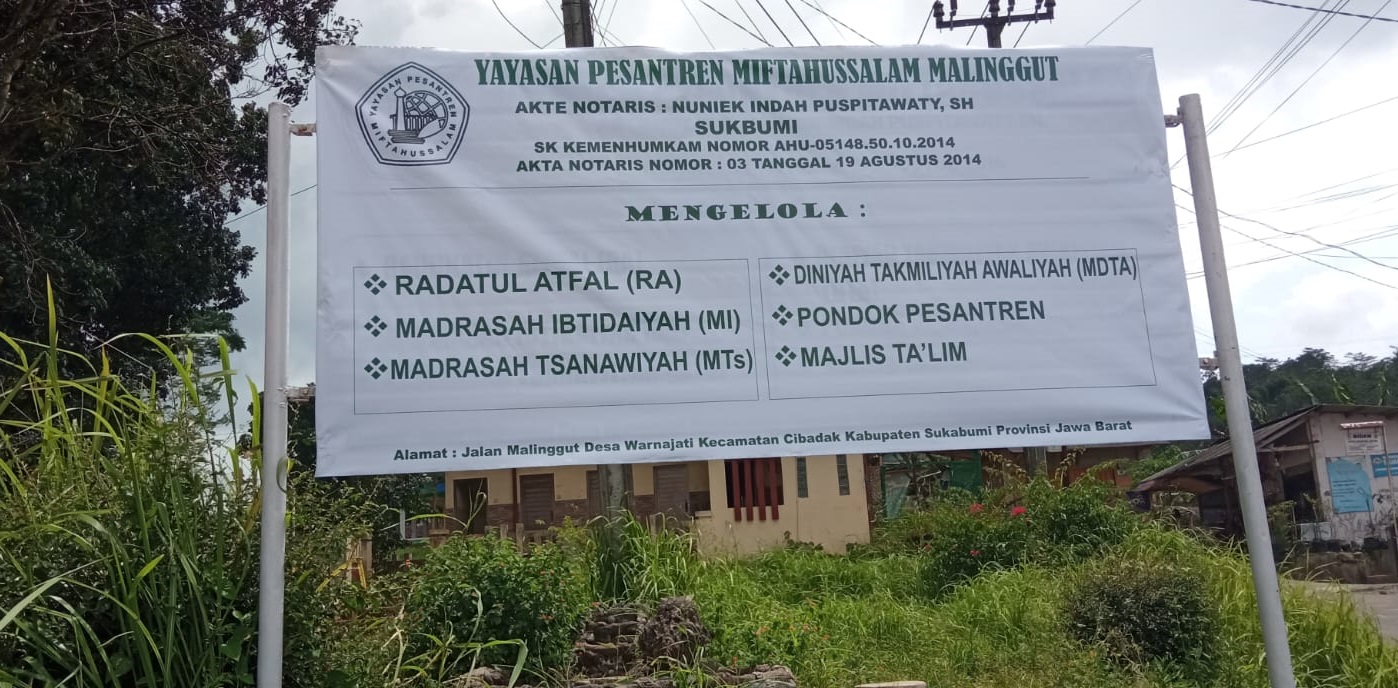 YAYASAN PESANTREN MIFTAHUSSALAM MALINGGUT
YAYASAN PESANTREN
MIFTAHUSSALAM
AKTE NOTARIS : NUNIEK INDAH PUSPITAWATY, SH
SUKBUMI
SK KEMENHUMKAM NOMOR AHU-05148.50.10.2014
AKTA NOTARIS NOMOR : 03 TANGGAL 19 AGUSTUS 2014
MENGELOLA :
❖ RADATUL ATFAL (RA)
❖ MADRASAH IBTIDAIYAH (MI)
❖ MADRASAH TSANAWIYAH (MTs)
❖ DINIYAH TAKMILIYAH AWALIYAH (MDTA)
❖ PONDOK PESANTREN
❖ MAJLIS TA'LIM
Alamat : Jalan Malinggut Desa Warnajati Kecamatan Cibadak Kabupaten Sukabumi Provinsi Jawa Barat